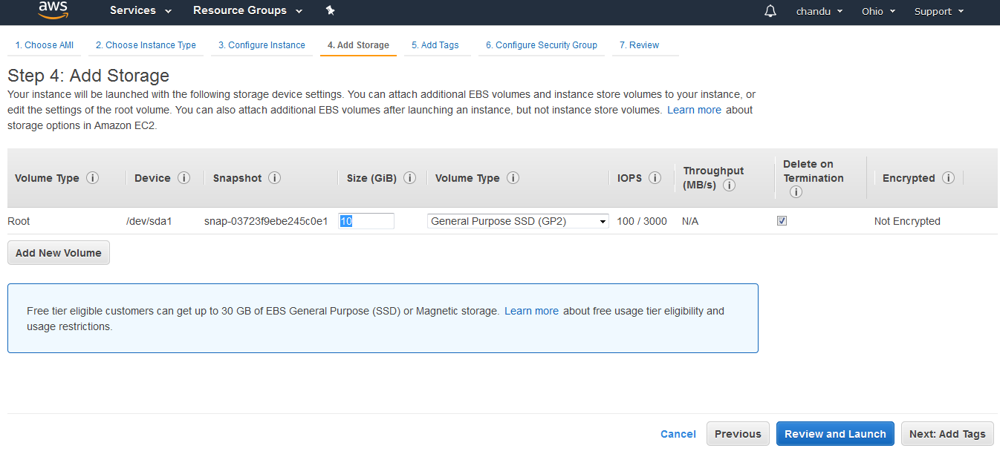 aws Services Resource Groups chandu Ohio Support
1. Choose AMI 2. Choose Instance Type 3. Configure Instance 4. Add Storage 5. Add Tags 6. Configure Security Group 7. Review
Step 4: Add Storage
Your instance will be launched with the following storage device settings. You can attach additional EBS volumes and instance store volumes to your instance, or
edit the settings of the root volume. You can also attach additional EBS volumes after launching an instance, but not instance store volumes. Learn more about
storage options in Amazon EC2.
Volume Type i Device i Snapshot i Size (GiB) i Volume Type i IOPS i Throughput (MB/s) i Delete on Termination i Encrypted i
Root /dev/sda1 snap-03723f9ebe245c0e1 10 General Purpose SSD (GP2) 100 / 3000 N/A Not Encrypted
Add New Volume
Free tier eligible customers can get up to 30 GB of EBS General Purpose (SSD) or Magnetic storage. Learn more about free usage tier eligibility and
usage restrictions.
Cancel Previous Review and Launch Next: Add Tags